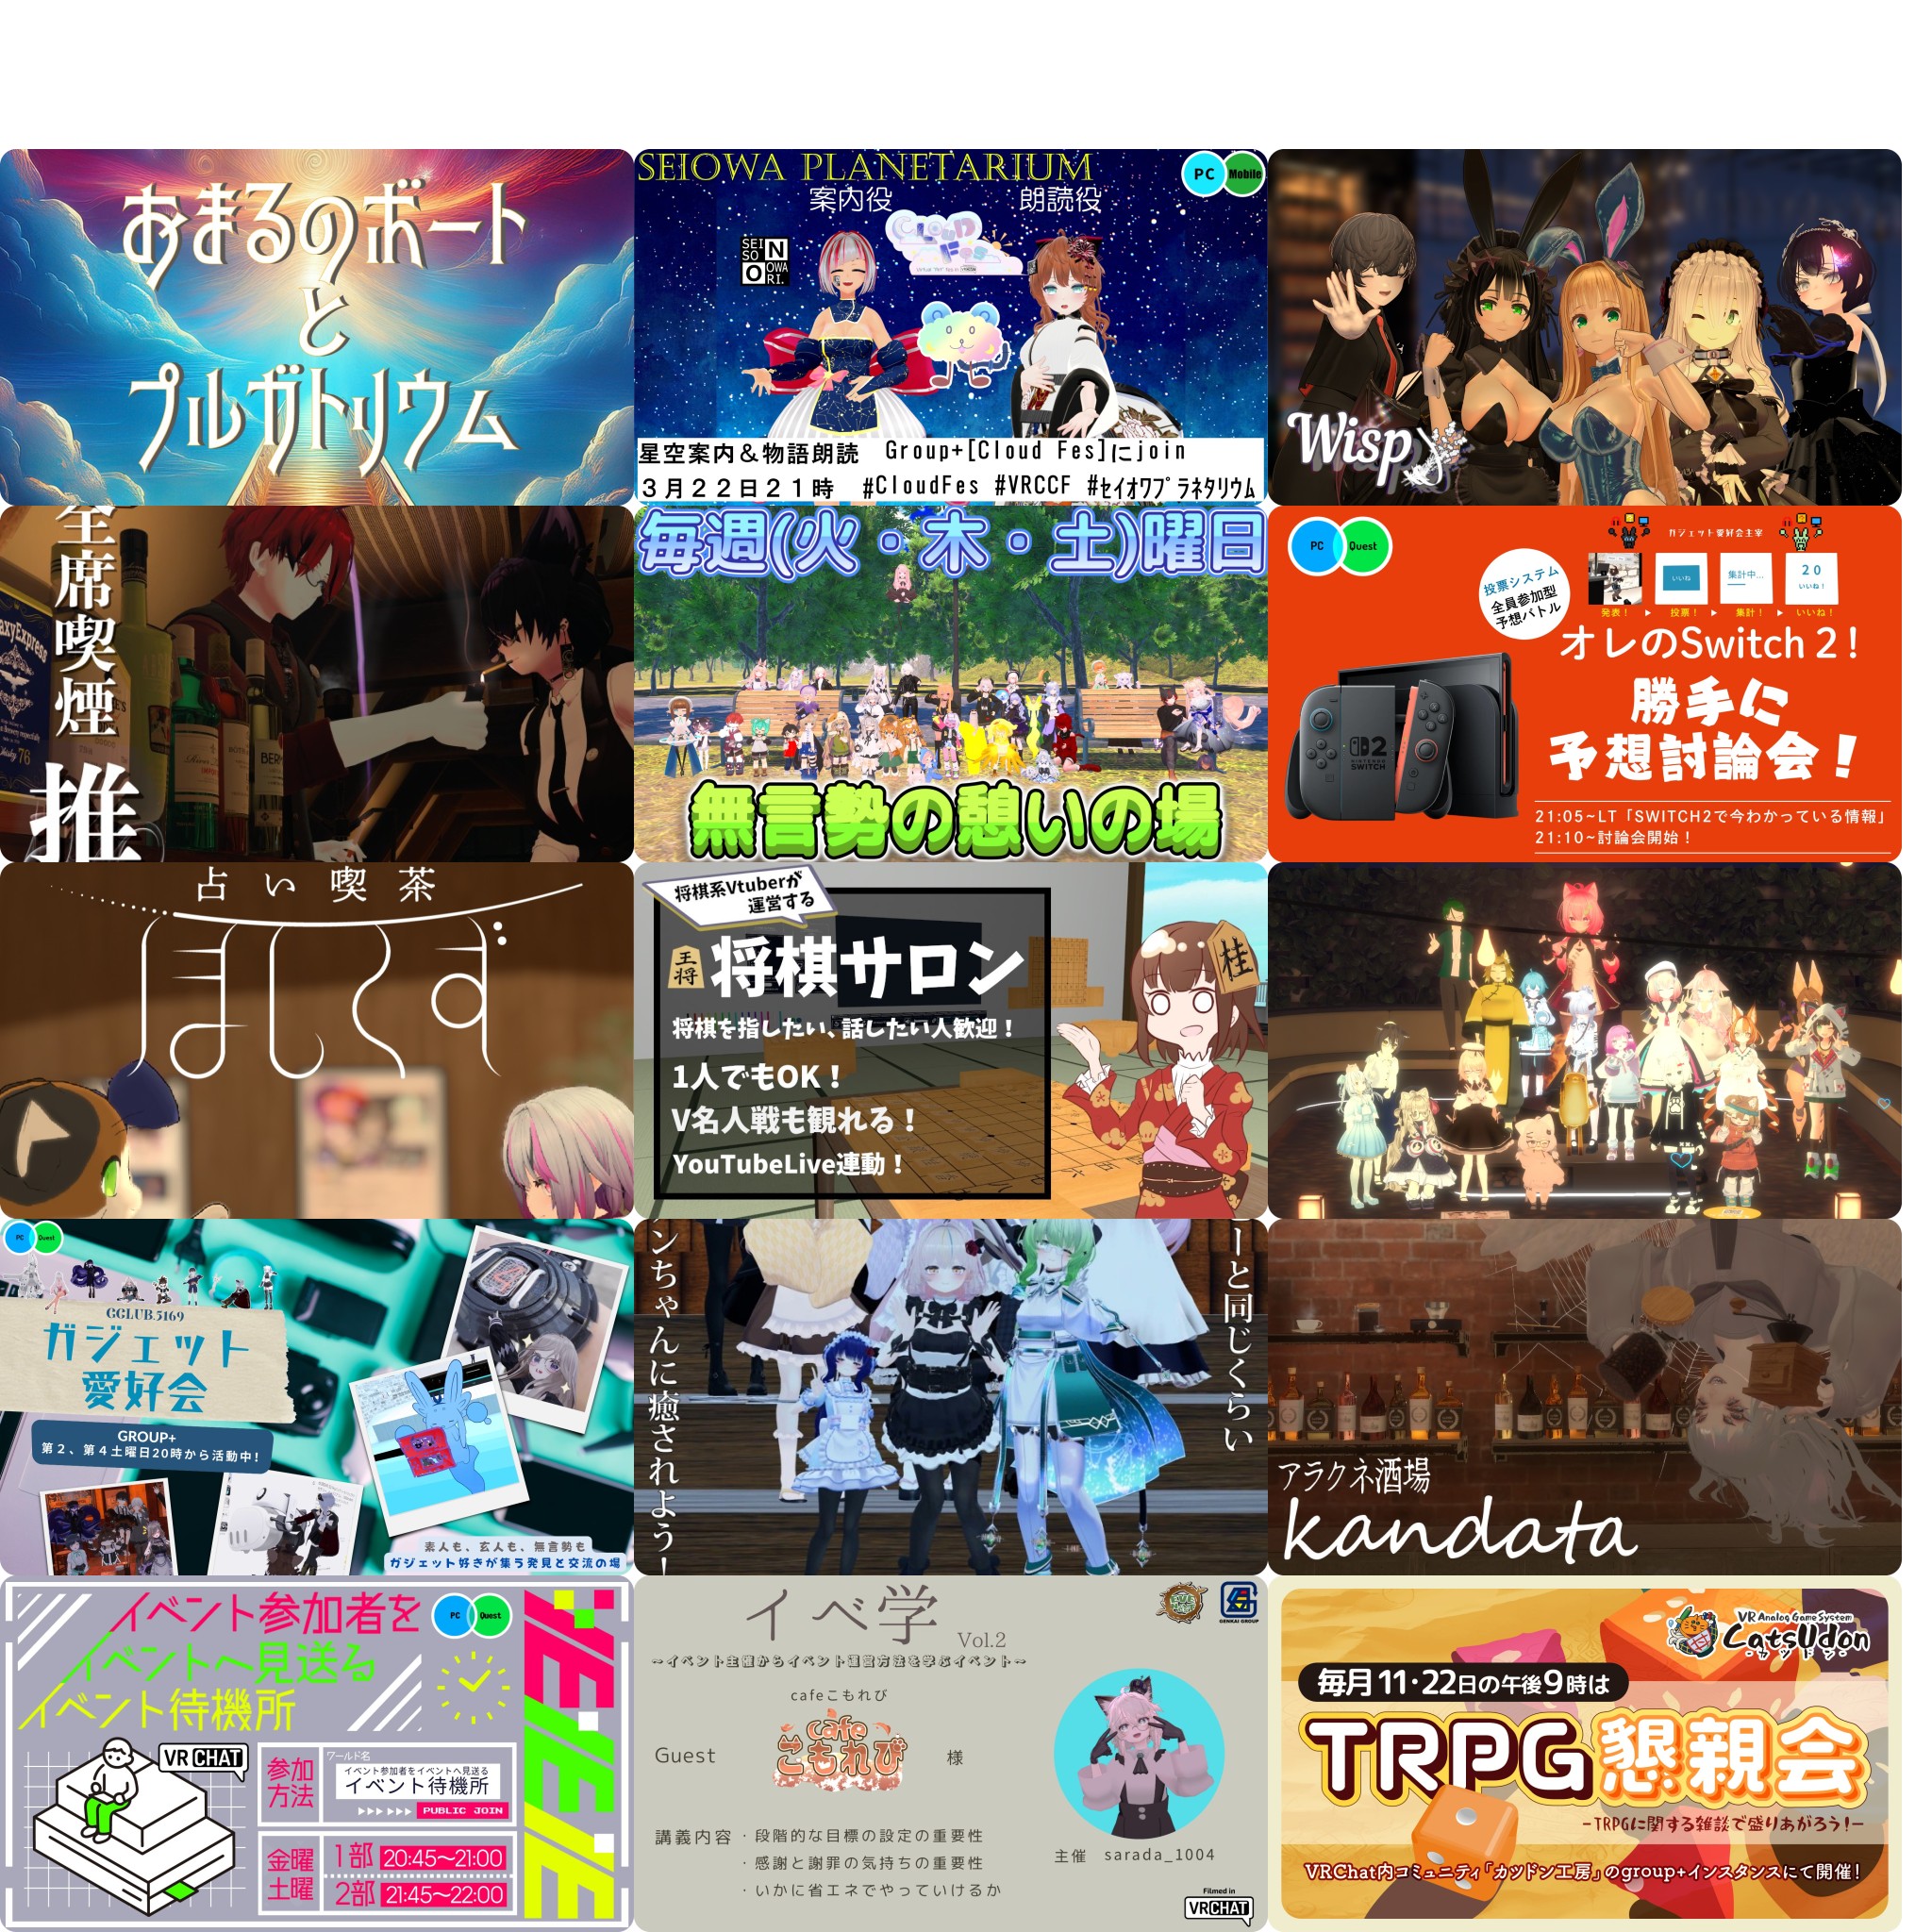 あまるのボート
と
プルガトリウム
SEIOWA PLANETARIUM
PC Mobile
案内役 朗読役
SEI
SO N
O OWA
RI.
星空案内&物語朗読 Group+[Cloud Fes]にjoin
3月22日21時 #CloudFes #VRCCF #セイオワプラネタリウム
Wisp
全席喫煙
推
76
毎週(火・木・土)曜日
無言勢の憩いの場
PC Quest
ガジェット愛好会主宰
投票システム
全員参加型
予想バトル
いいね
集計中...
20
いいね!
発表! 投票! 集計! いいね!
オレのSwitch 2!
勝手に
予想討論会!
2
NINTENDO
SWITCH
21:05~LT「SWITCH2で今わかっている情報」
21:10~討論会開始!
占い喫茶
ほしくず
将棋系Vtuberが
運営する
王将
将棋サロン
将棋を指したい、話したい人歓迎!
1人でもOK!
V名人戦も観れる!
YouTubeLive連動!
桂
PC Quest
GCLUB.5169
ガジェット
愛好会
GROUP+
第2、第4土曜日20時から活動中!
素人も、玄人も、無言勢も
ガジェット好きが集う発見と交流の場
ーと同じくらい
ンちゃんに癒されよう!
アラクネ酒場
kandata
イベント参加者を
イベントへ見送る
イベント待機所
PC Quest
VRCHAT
参加
方法
ワールド名
イベント参加者をイベントへ見送る
イベント待機所
PUBLIC JOIN
金曜
土曜
1部 20:45〜21:00
2部 21:45〜22:00
イベ学
Vol.2
~イベント主催からイベント運営方法を学ぶイベント~
GENKAI GROUP
cafeこもれび
Guest
cafe
こもれび
様
講義内容
・段階的な目標の設定の重要性
・感謝と謝罪の気持ちの重要性
・いかに省エネでやっていけるか
主催 sarada_1004
Filmed in
VRCHAT
VR Analog Game System
CatsUdon
-カツドン-
毎月11・22日の午後9時は
TRPG懇親会
-TRPGに関する雑談で盛りあがろう!-
VRChat内コミュニティ「カツドン工房」のgroup+インスタンスにて開催!